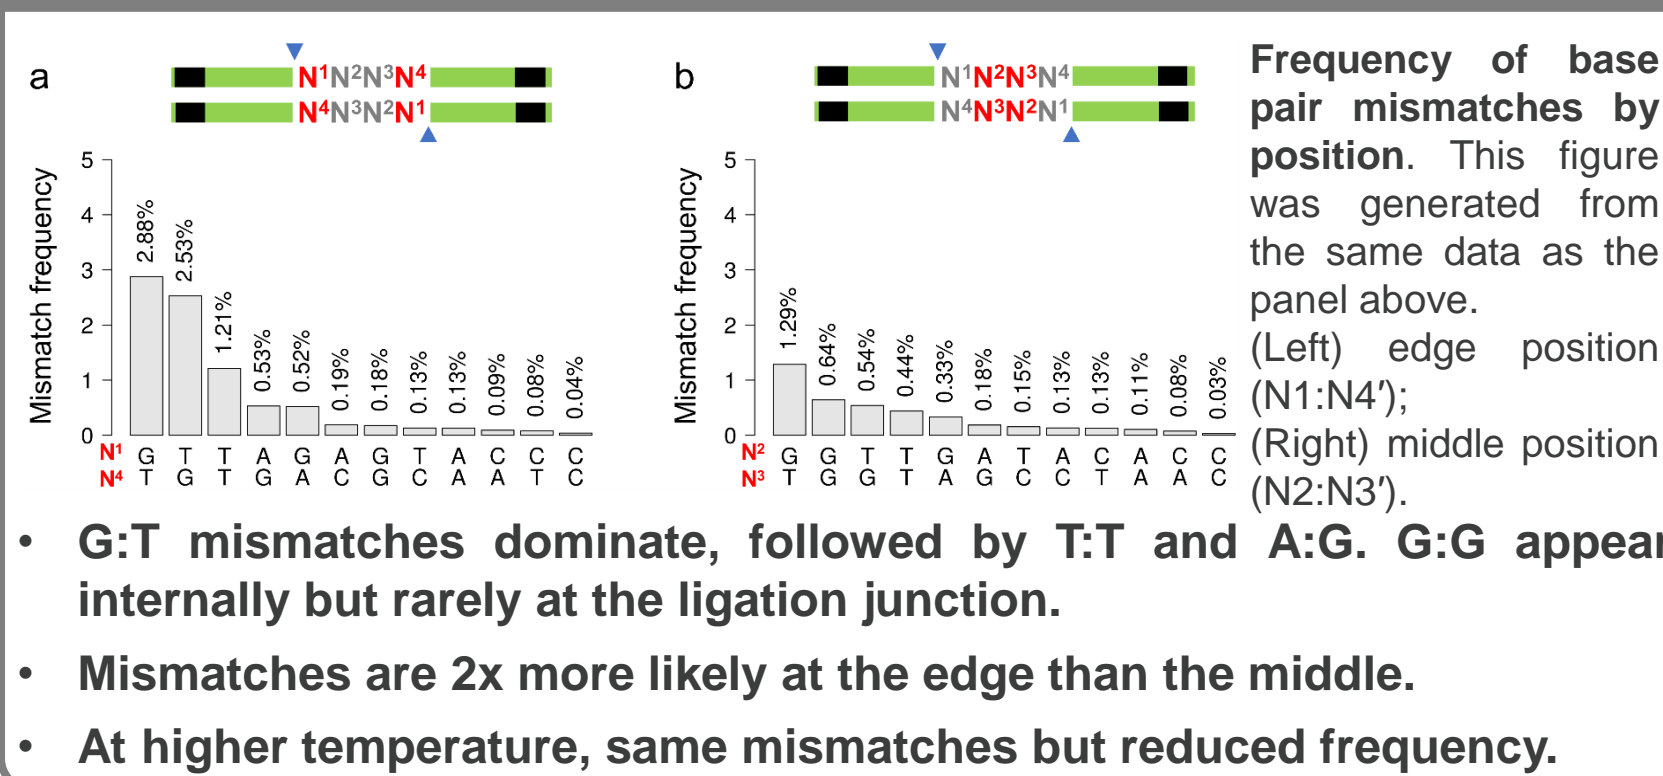 a
N¹N²N³N⁴
N⁴N³N²N¹
Mismatch frequency
5
4
3
2
1
0
2.88%
2.53%
1.21%
0.53%
0.52%
0.19%
0.18%
0.13%
0.13%
0.09%
0.08%
0.04%
N¹ G T T A G A G T A C C C
N⁴ T G T G A C G C A A T C
b
N¹N²N³N⁴
N⁴N³N²N¹
Mismatch frequency
5
4
3
2
1
0
1.29%
0.64%
0.54%
0.44%
0.33%
0.18%
0.15%
0.13%
0.13%
0.11%
0.08%
0.03%
N² G G T T G A T A C A C C
N³ T G G T A G C C T A A C
Frequency of base
pair mismatches by
position. This figure
was generated from
the same data as the
panel above.
(Left) edge position
(N1:N4′);
(Right) middle position
(N2:N3′).
• G:T mismatches dominate, followed by T:T and A:G. G:G appear
internally but rarely at the ligation junction.
• Mismatches are 2x more likely at the edge than the middle.
• At higher temperature, same mismatches but reduced frequency.